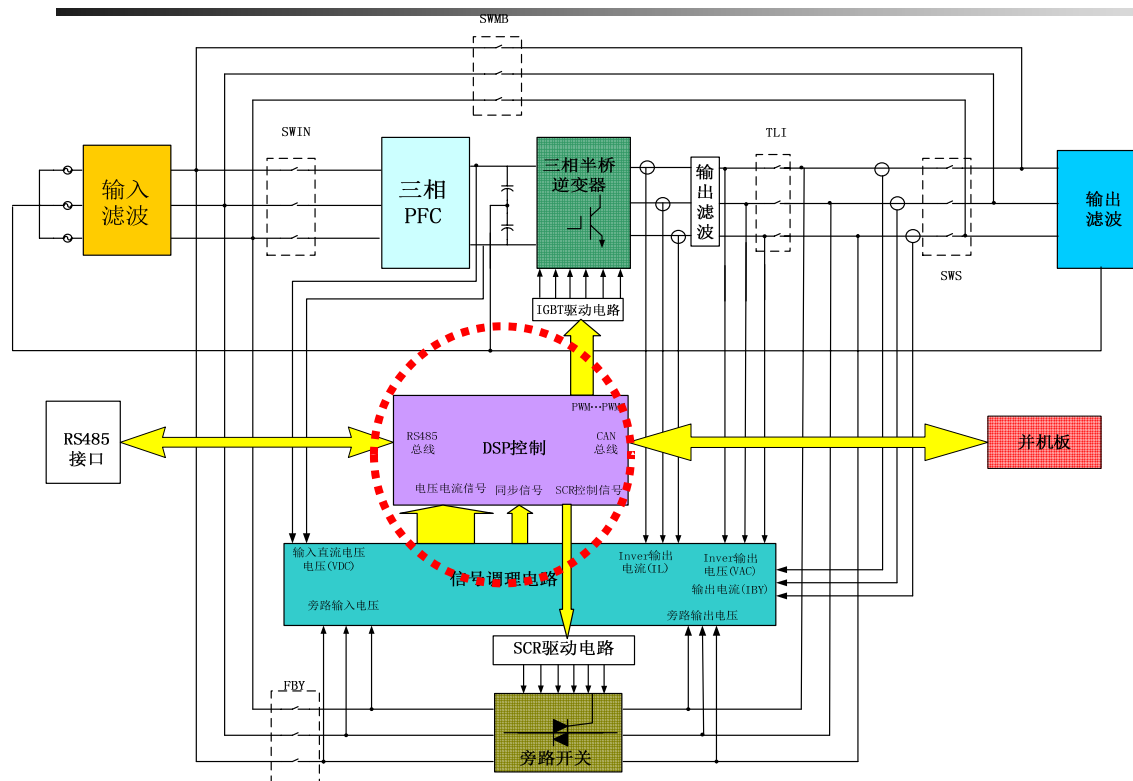 SWMB
SWIN
TLI
输入
滤波
三相
PFC
三相半桥
逆变器
输
出
滤
波
输出
滤波
SWS
IGBT驱动电路
PWM…PWM
RS485
总线
DSP控制
CAN
总线
电压电流信号
同步信号
SCR控制信号
RS485
接口
并机板
输入直流电压
电压(VDC)
Inver输出
电流(IL)
Inver输出
电压(VAC)
信号调理电路
输出电流(IBY)
旁路输入电压
旁路输出电压
SCR驱动电路
FBY
旁路开关